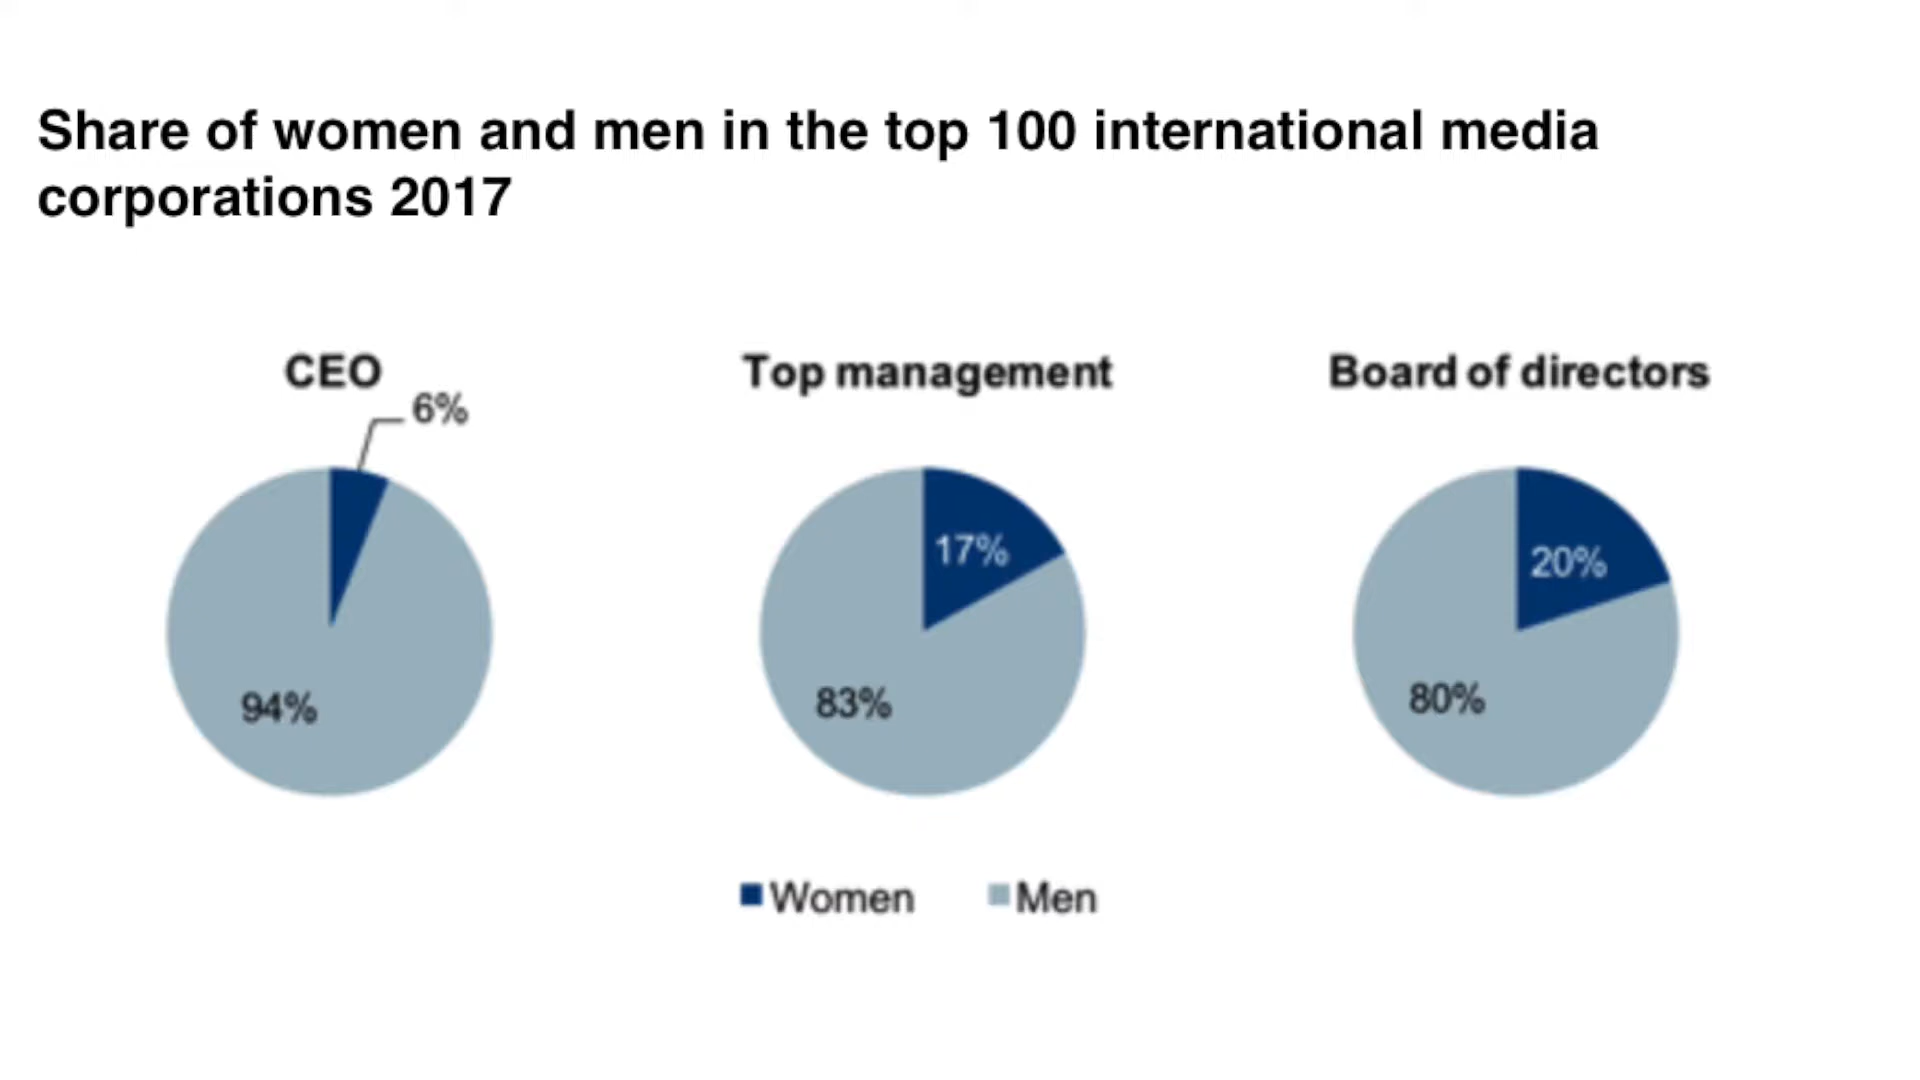 Share of women and men in the top 100 international media
corporations 2017
CEO
6%
94%
Top management
17%
83%
Board of directors
20%
80%
Women
Men